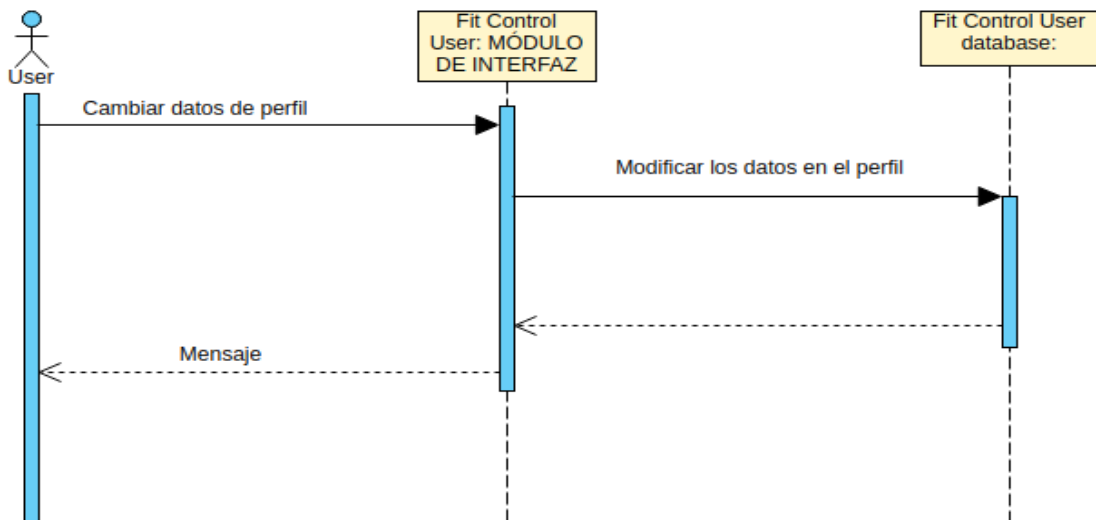 Fit Control
User: MÓDULO
DE INTERFAZ
Fit Control User
database:
User
Cambiar datos de perfil
Modificar los datos en el perfil
Mensaje